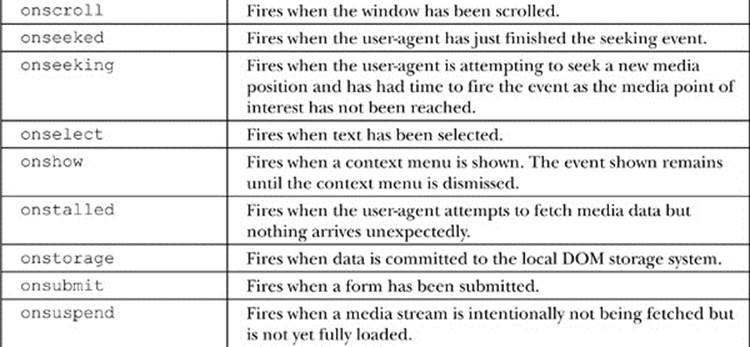 onscroll Fires when the window has been scrolled.
onseeked Fires when the user-agent has just finished the seeking event.
onseeking Fires when the user-agent is attempting to seek a new media
position and has had time to fire the event as the media point of
interest has not been reached.
onselect Fires when text has been selected.
onshow Fires when a context menu is shown. The event shown remains
until the context menu is dismissed.
onstalled Fires when the user-agent attempts to fetch media data but
nothing arrives unexpectedly.
onstorage Fires when data is committed to the local DOM storage system.
onsubmit Fires when a form has been submitted.
onsuspend Fires when a media stream is intentionally not being fetched but
is not yet fully loaded.